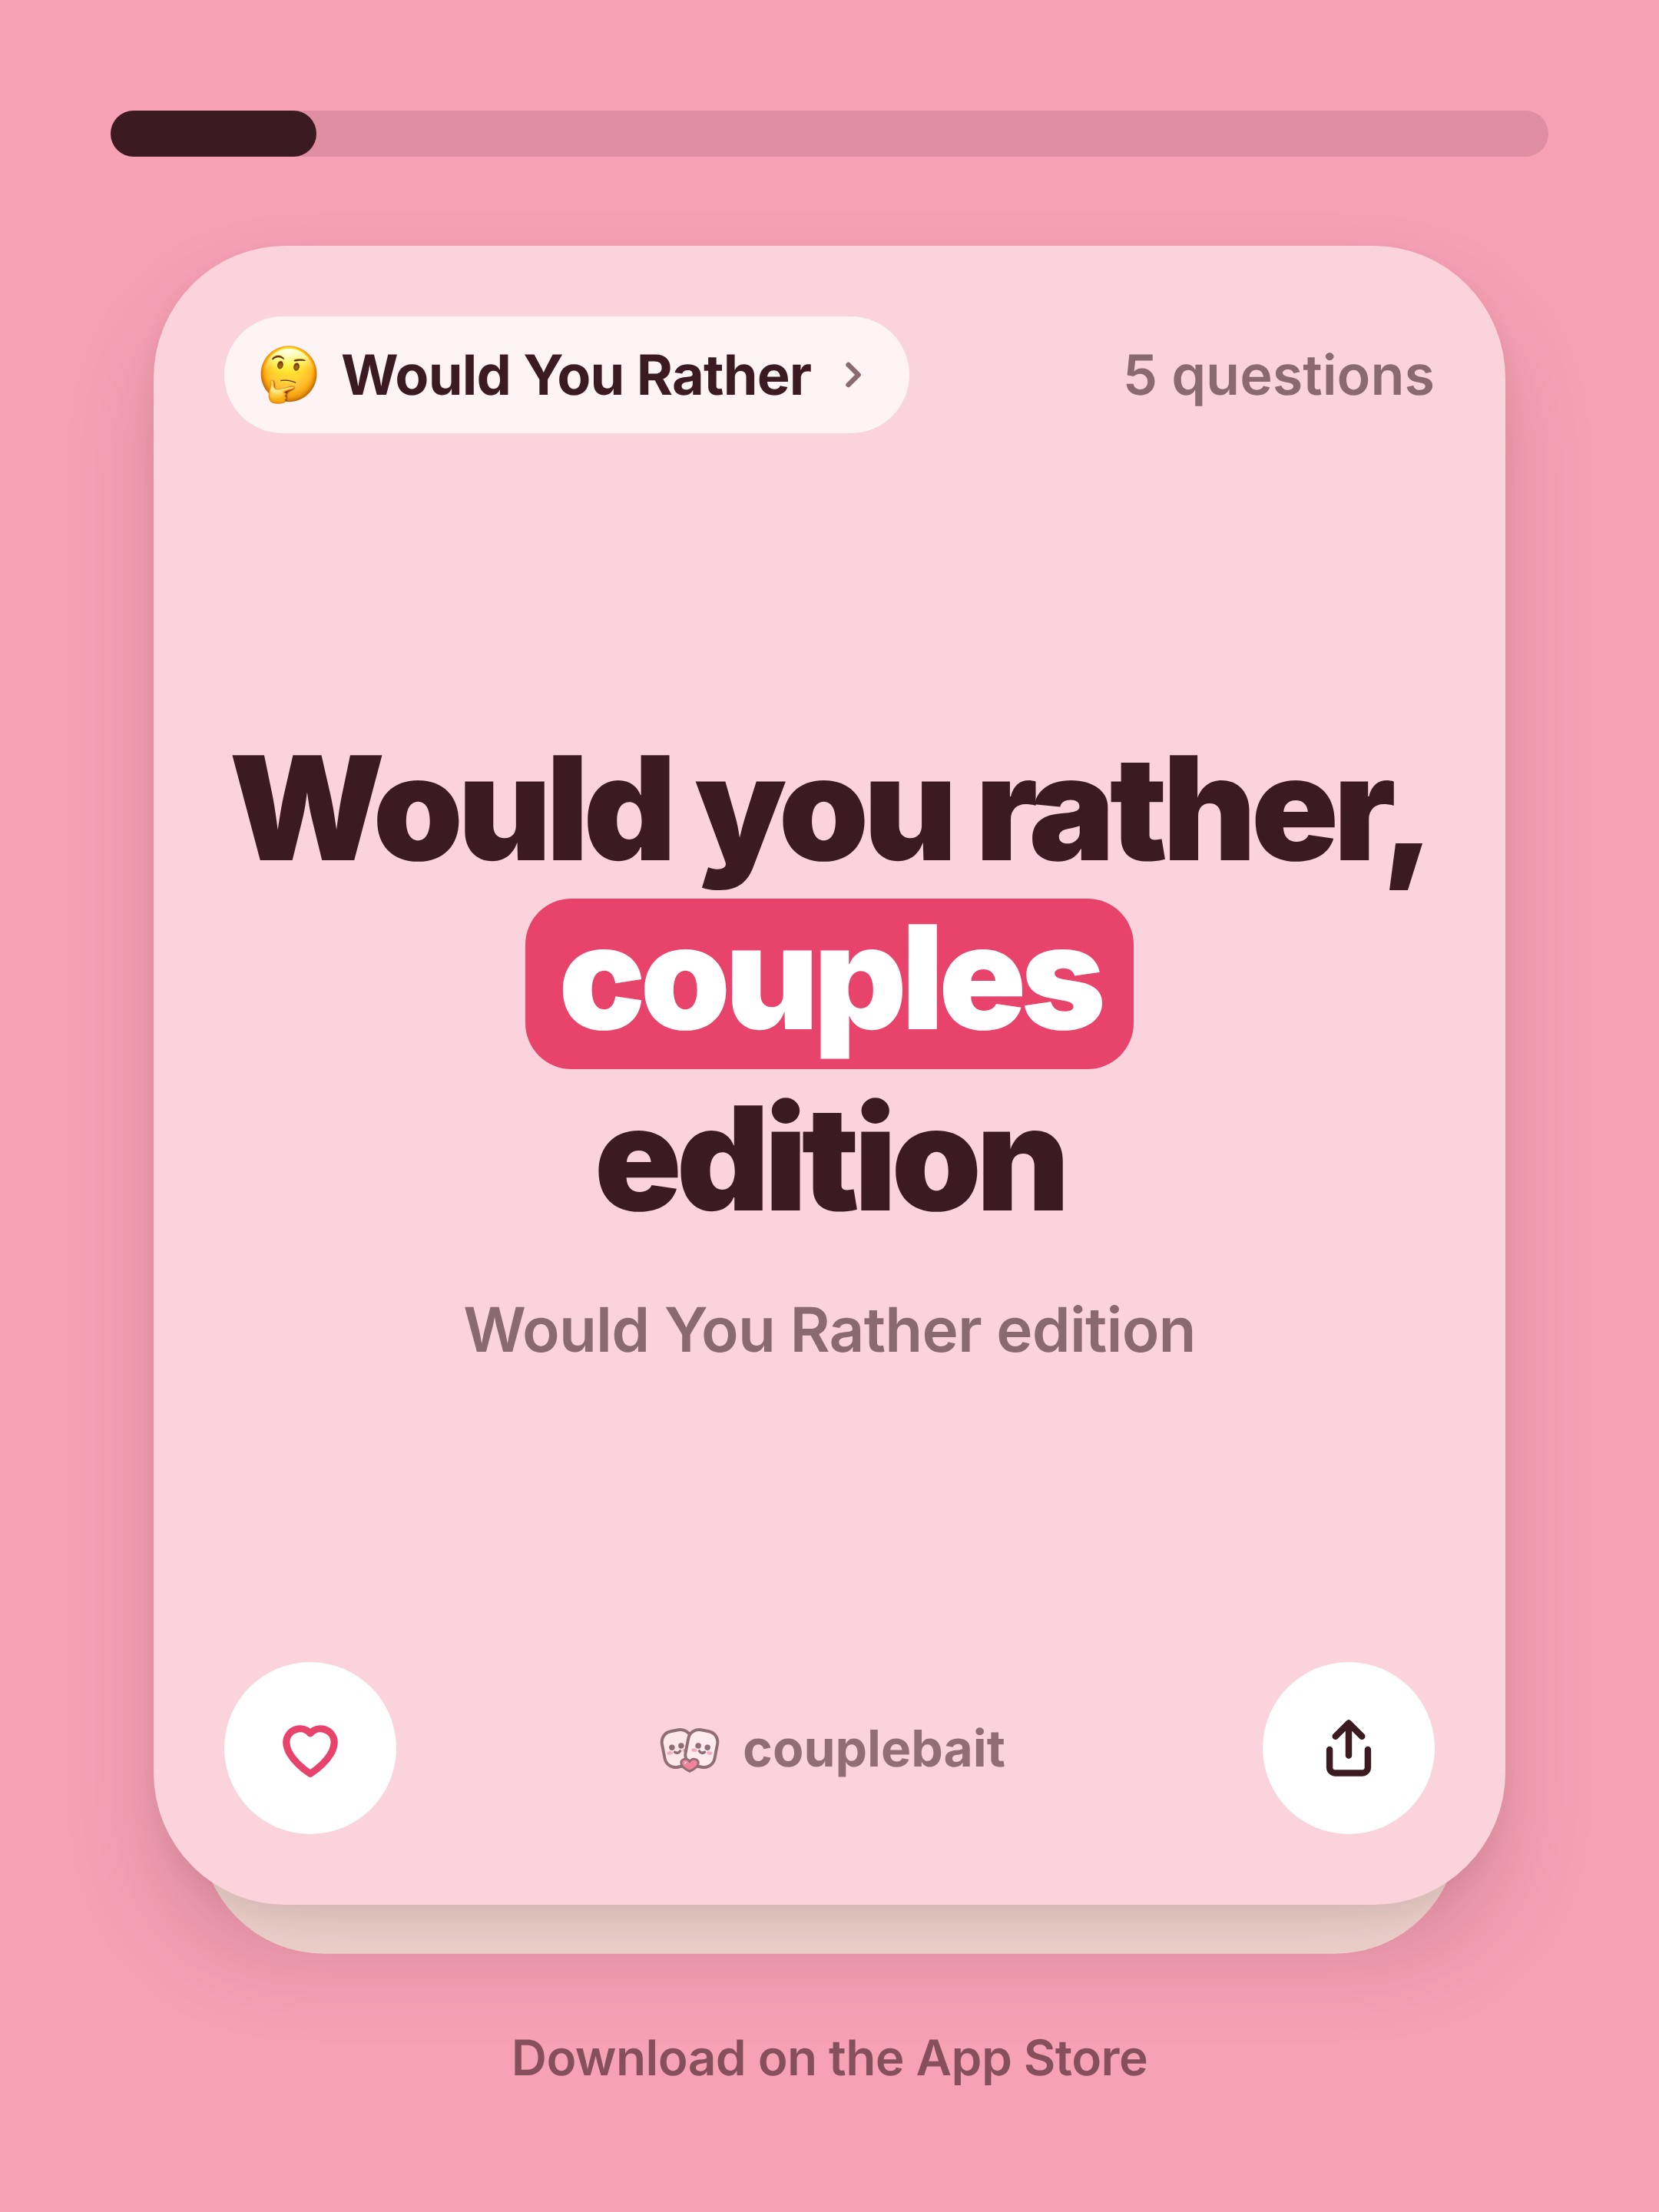 Would You Rather
5 questions
Would you rather,
couples
edition
Would You Rather edition
couplebait
Download on the App Store